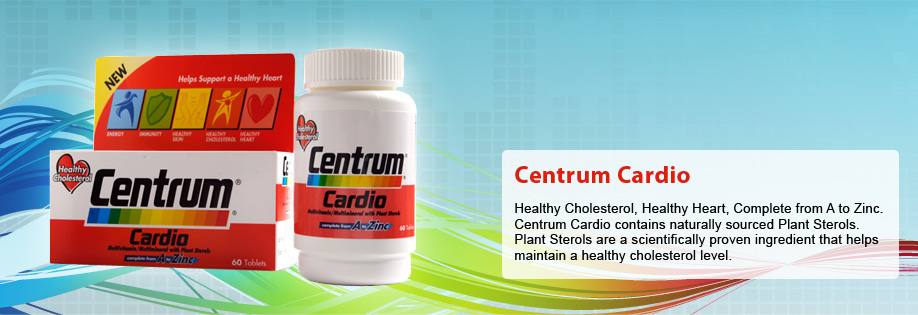 NEW
Helps Support a Healthy Heart
ENERGY
IMMUNITY
HEALTHY SKIN
HEALTHY CHOLESTEROL
HEALTHY HEART
Healthy
Cholesterol
Centrum®
Cardio
Multivitamin/Multimineral with Plant Sterols
complete from A to Zinc®
60 Tablets
Healthy
Cholesterol
Centrum®
Cardio
Multivitamin/Multimineral with Plant Sterols
complete from A to Zinc®
60 Tablets
Centrum Cardio
Healthy Cholesterol, Healthy Heart, Complete from A to Zinc.
Centrum Cardio contains naturally sourced Plant Sterols.
Plant Sterols are a scientifically proven ingredient that helps
maintain a healthy cholesterol level.